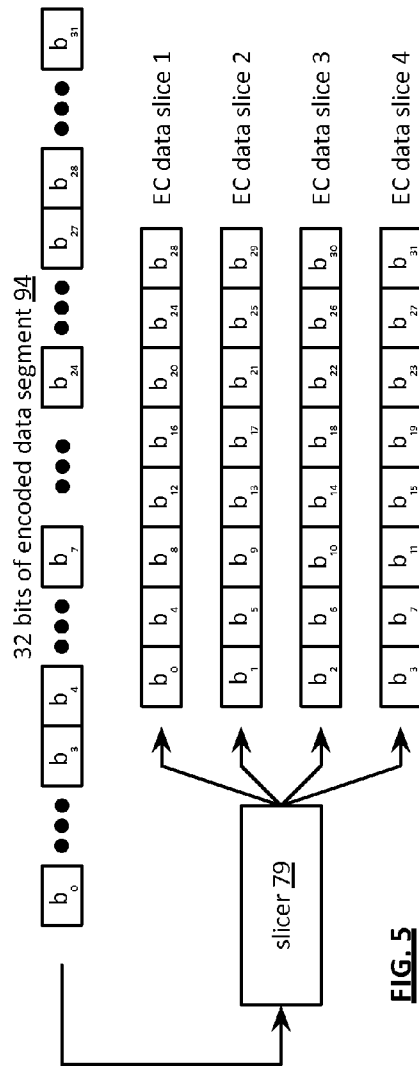 32 bits of encoded data segment 94
b0 b3 b4 b7 b24 b27 b28 b31
slicer 79
b0 b4 b8 b12 b16 b20 b24 b28 EC data slice 1
b1 b5 b9 b13 b17 b21 b25 b29 EC data slice 2
b2 b6 b10 b14 b18 b22 b26 b30 EC data slice 3
b3 b7 b11 b15 b19 b23 b27 b31 EC data slice 4
FIG. 5